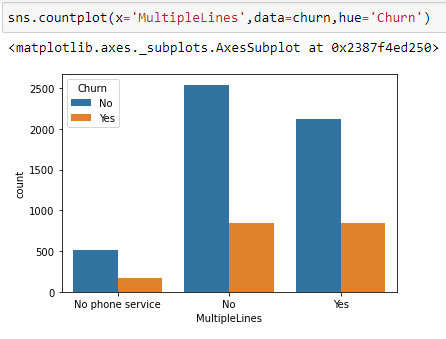 sns.countplot(x='MultipleLines',data=churn,hue='Churn')
<matplotlib.axes._subplots.AxesSubplot at 0x2387f4ed250>
Churn
No
Yes
2500
2000
1500
1000
500
0
count
No phone service No Yes
MultipleLines